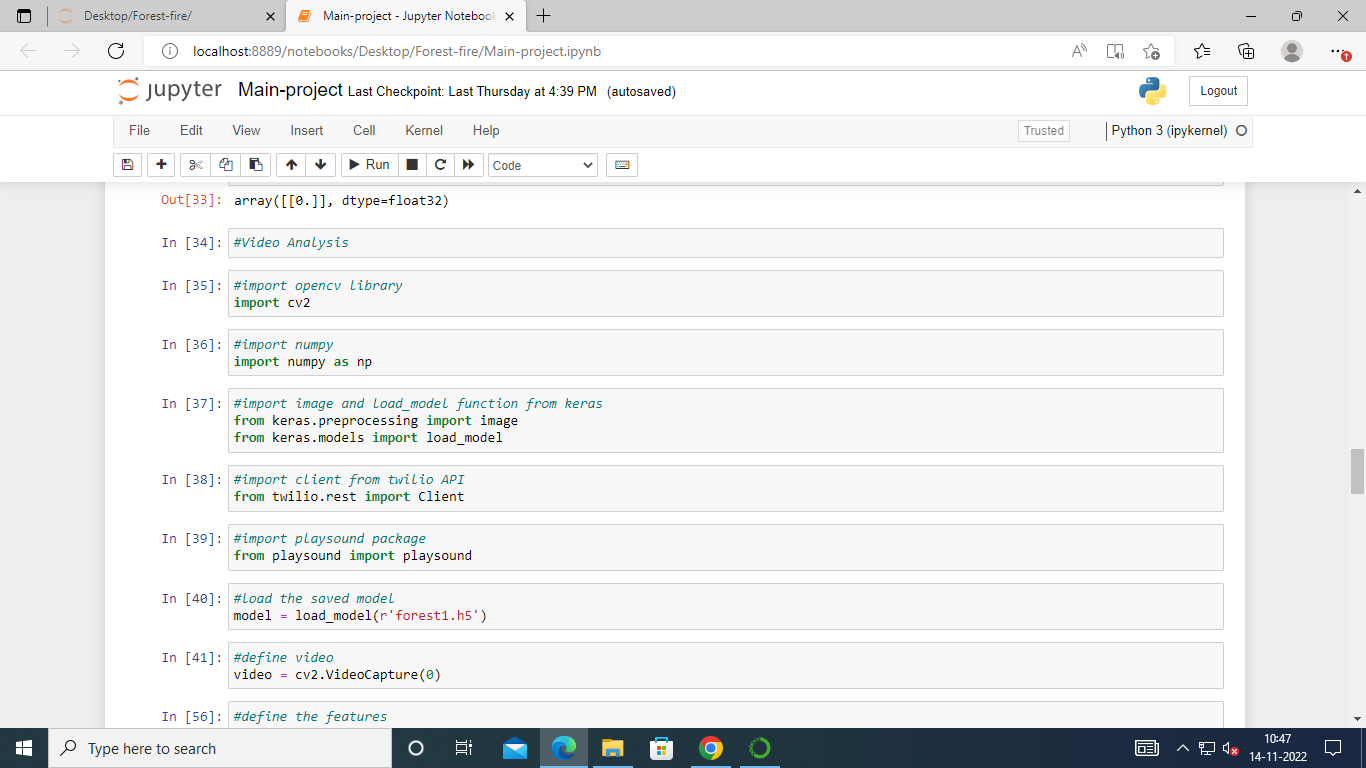 Desktop/Forest-fire/
Main-project - Jupyter Notebook
localhost:8889/notebooks/Desktop/Forest-fire/Main-project.ipynb
jupyter Main-project Last Checkpoint: Last Thursday at 4:39 PM (autosaved)
Logout
File Edit View Insert Cell Kernel Help
Trusted
Python 3 (ipykernel)
Run
Code
Out[33]: array([[0.]], dtype=float32)
In [34]: #Video Analysis
In [35]: #import opencv library
import cv2
In [36]: #import numpy
import numpy as np
In [37]: #import image and load_model function from keras
from keras.preprocessing import image
from keras.models import load_model
In [38]: #import client from twilio API
from twilio.rest import Client
In [39]: #import playsound package
from playsound import playsound
In [40]: #load the saved model
model = load_model(r'forest1.h5')
In [41]: #define video
video = cv2.VideoCapture(0)
In [56]: #define the features
Type here to search
10:47
14-11-2022